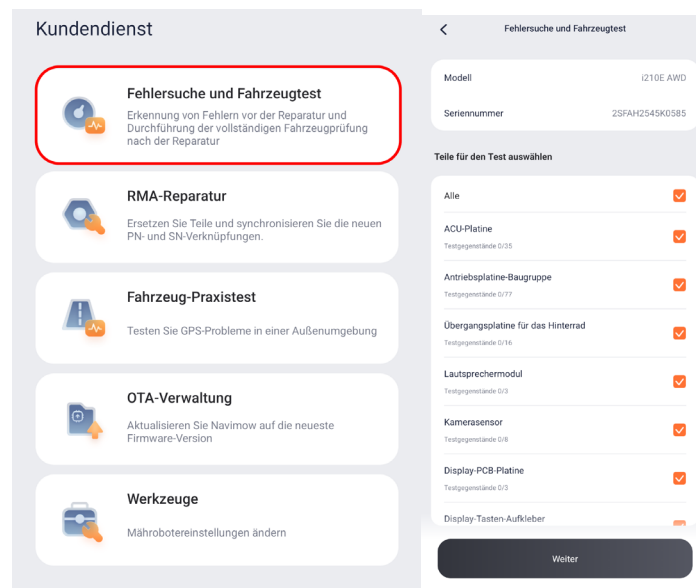 Kundendienst
Fehlersuche und Fahrzeugtest
Erkennung von Fehlern vor der Reparatur und
Durchführung der vollständigen Fahrzeugprüfung
nach der Reparatur
RMA-Reparatur
Ersetzen Sie Teile und synchronisieren Sie die neuen
PN- und SN-Verknüpfungen.
Fahrzeug-Praxistest
Testen Sie GPS-Probleme in einer Außenumgebung
OTA-Verwaltung
Aktualisieren Sie Navimow auf die neueste
Firmware-Version
Werkzeuge
Mährobotereinstellungen ändern
Fehlersuche und Fahrzeugtest
Modell i210E AWD
Seriennummer 2SFAH2545K0585
Teile für den Test auswählen
Alle
ACU-Platine
Testgegenstände 0/35
Antriebsplatine-Baugruppe
Testgegenstände 0/77
Übergangsplatine für das Hinterrad
Testgegenstände 0/16
Lautsprechermodul
Testgegenstände 0/3
Kamerasensor
Testgegenstände 0/8
Display-PCB-Platine
Testgegenstände 0/3
Display-Tasten-Aufkleber
Weiter